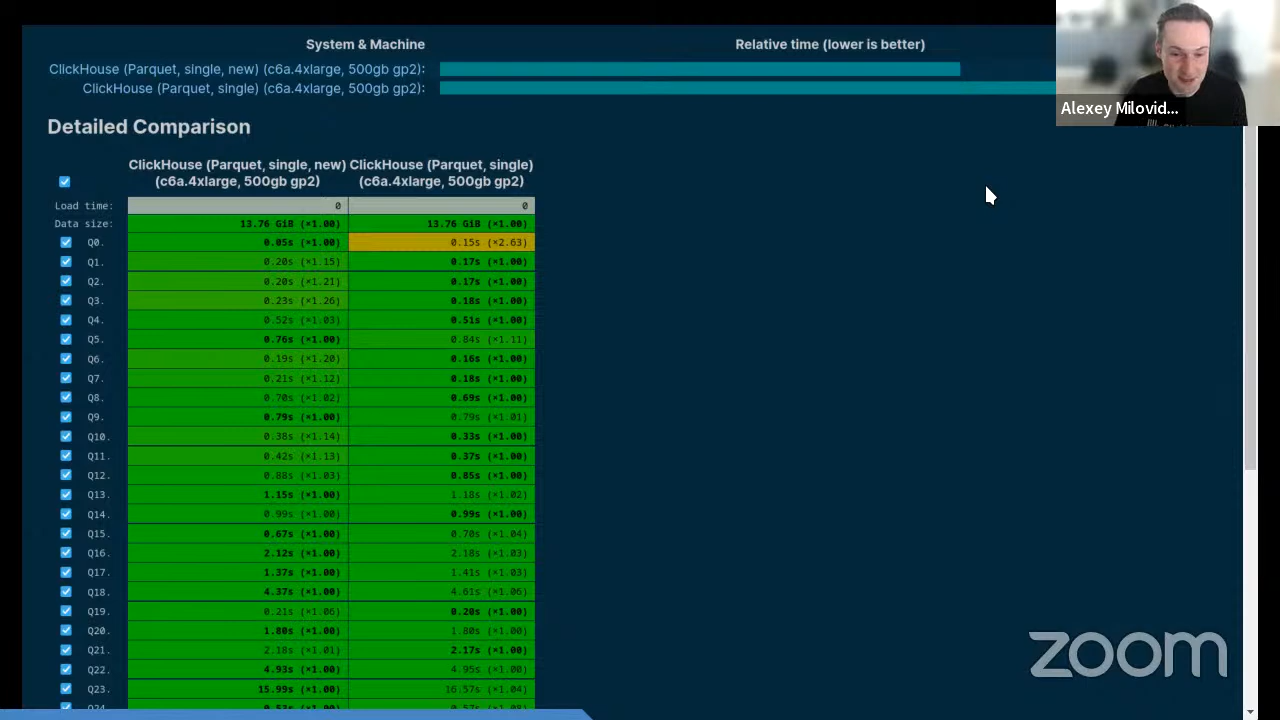 System & Machine Relative time (lower is better)
ClickHouse (Parquet, single, new) (c6a.4xlarge, 500gb gp2):
ClickHouse (Parquet, single) (c6a.4xlarge, 500gb gp2):
Alexey Milovid...
Detailed Comparison
ClickHouse (Parquet, single, new) ClickHouse (Parquet, single)
(c6a.4xlarge, 500gb gp2) (c6a.4xlarge, 500gb gp2)
Load time: 0 0
Data size: 13.76 GiB (×1.00) 13.76 GiB (×1.00)
Q0. 0.05s (×1.00) 0.15s (×2.63)
Q1. 0.20s (×1.15) 0.17s (×1.00)
Q2. 0.20s (×1.21) 0.17s (×1.00)
Q3. 0.23s (×1.26) 0.18s (×1.00)
Q4. 0.52s (×1.03) 0.51s (×1.00)
Q5. 0.76s (×1.00) 0.84s (×1.11)
Q6. 0.19s (×1.20) 0.16s (×1.00)
Q7. 0.21s (×1.12) 0.18s (×1.00)
Q8. 0.70s (×1.02) 0.69s (×1.00)
Q9. 0.79s (×1.00) 0.79s (×1.01)
Q10. 0.38s (×1.14) 0.33s (×1.00)
Q11. 0.42s (×1.13) 0.37s (×1.00)
Q12. 0.88s (×1.03) 0.85s (×1.00)
Q13. 1.15s (×1.00) 1.18s (×1.02)
Q14. 0.99s (×1.00) 0.99s (×1.00)
Q15. 0.67s (×1.00) 0.70s (×1.04)
Q16. 2.12s (×1.00) 2.18s (×1.03)
Q17. 1.37s (×1.00) 1.41s (×1.03)
Q18. 4.37s (×1.00) 4.61s (×1.06)
Q19. 0.21s (×1.06) 0.20s (×1.00)
Q20. 1.80s (×1.00) 1.80s (×1.00)
Q21. 2.18s (×1.01) 2.17s (×1.00)
Q22. 4.93s (×1.00) 4.95s (×1.00)
Q23. 15.99s (×1.00) 16.57s (×1.04)
zoom